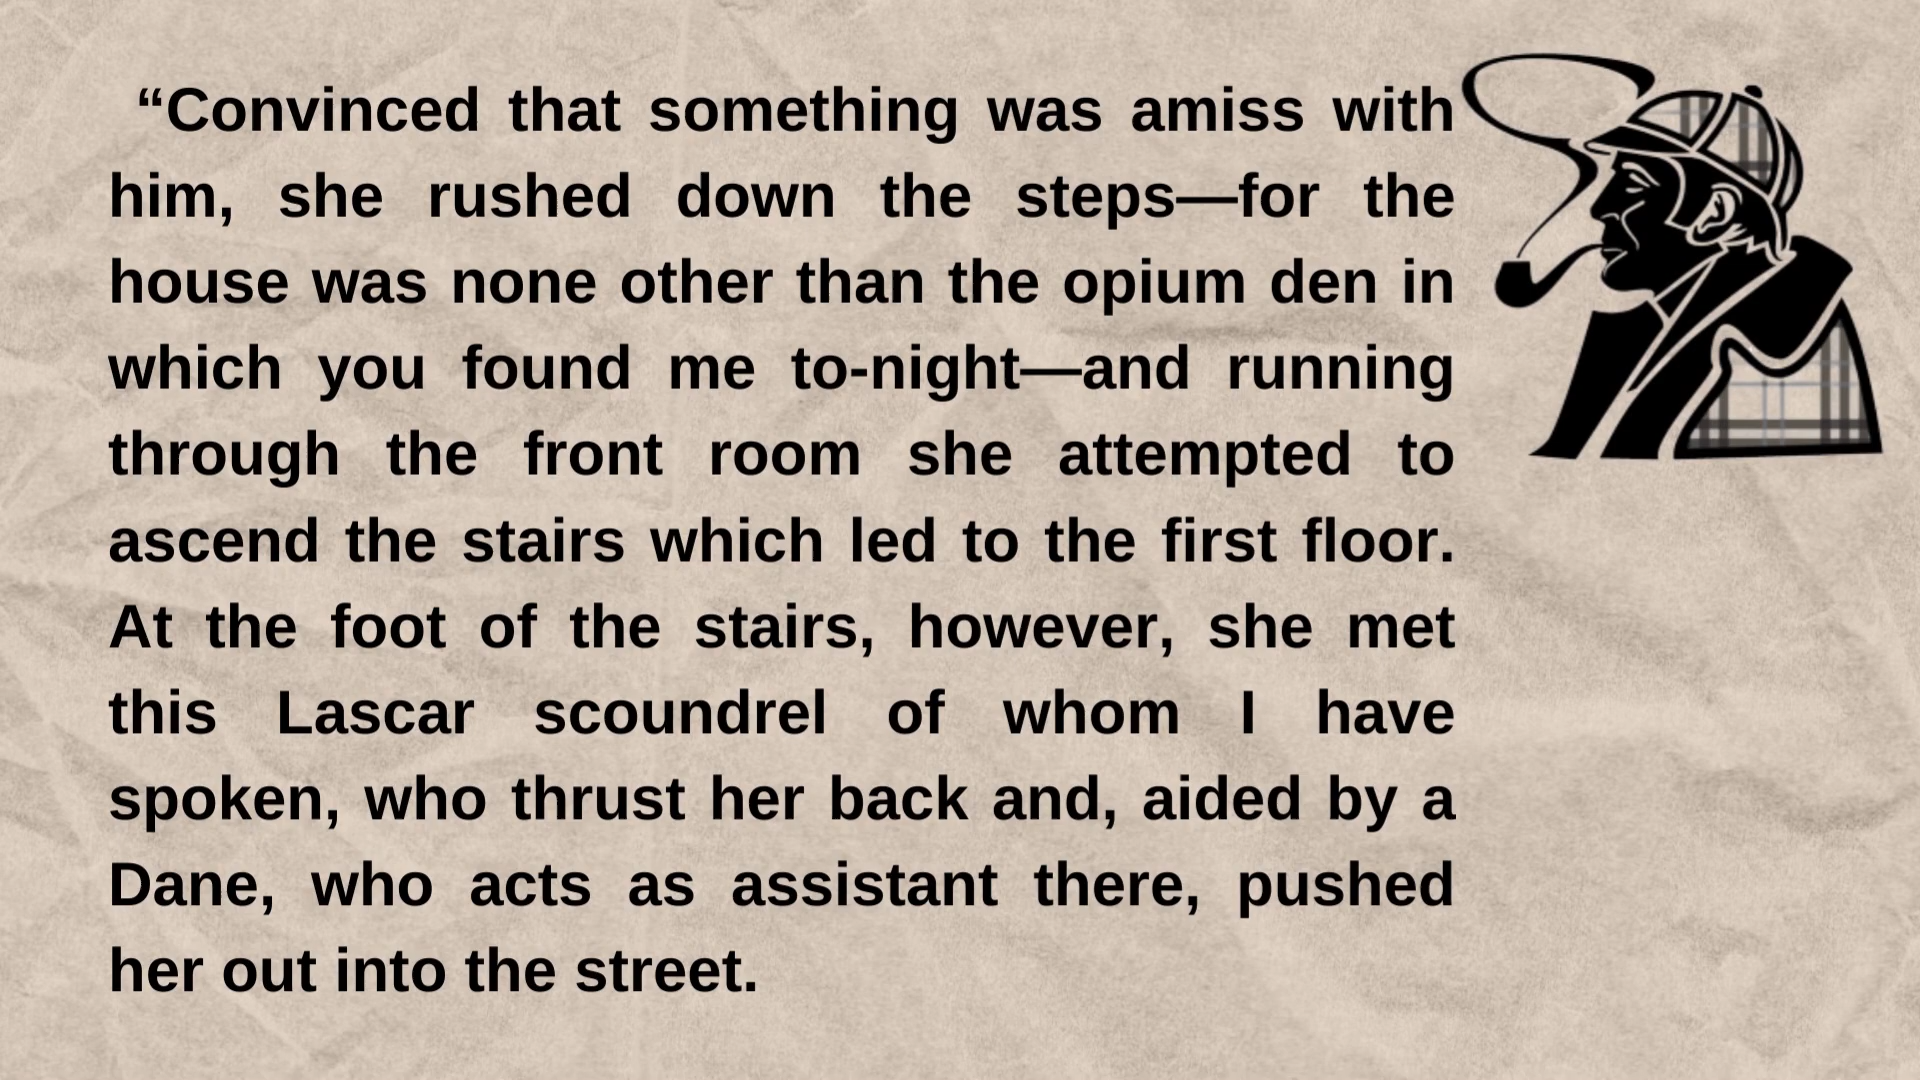 “Convinced that something was amiss with
him, she rushed down the steps—for the
house was none other than the opium den in
which you found me to-night—and running
through the front room she attempted to
ascend the stairs which led to the first floor.
At the foot of the stairs, however, she met
this Lascar scoundrel of whom I have
spoken, who thrust her back and, aided by a
Dane, who acts as assistant there, pushed
her out into the street.